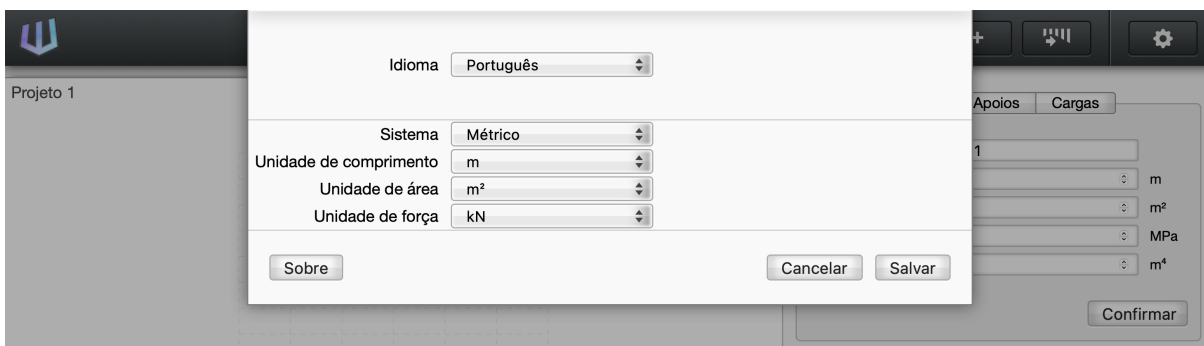 Idioma Português
Projeto 1
Apoios Cargas
Sistema Métrico
1
Unidade de comprimento m
m
Unidade de área m²
m²
Unidade de força kN
MPa
m⁴
Sobre Cancelar Salvar
Confirmar